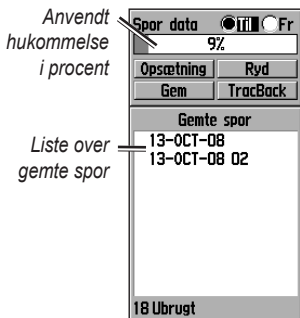 Anvendt
hukommelse
i procent
Liste over
gemte spor
Spor data Til Fr
9%
Opsætning Ryd
Gem TracBack
Gemte spor
13-OCT-08
13-OCT-08 02
18 Ubrugt